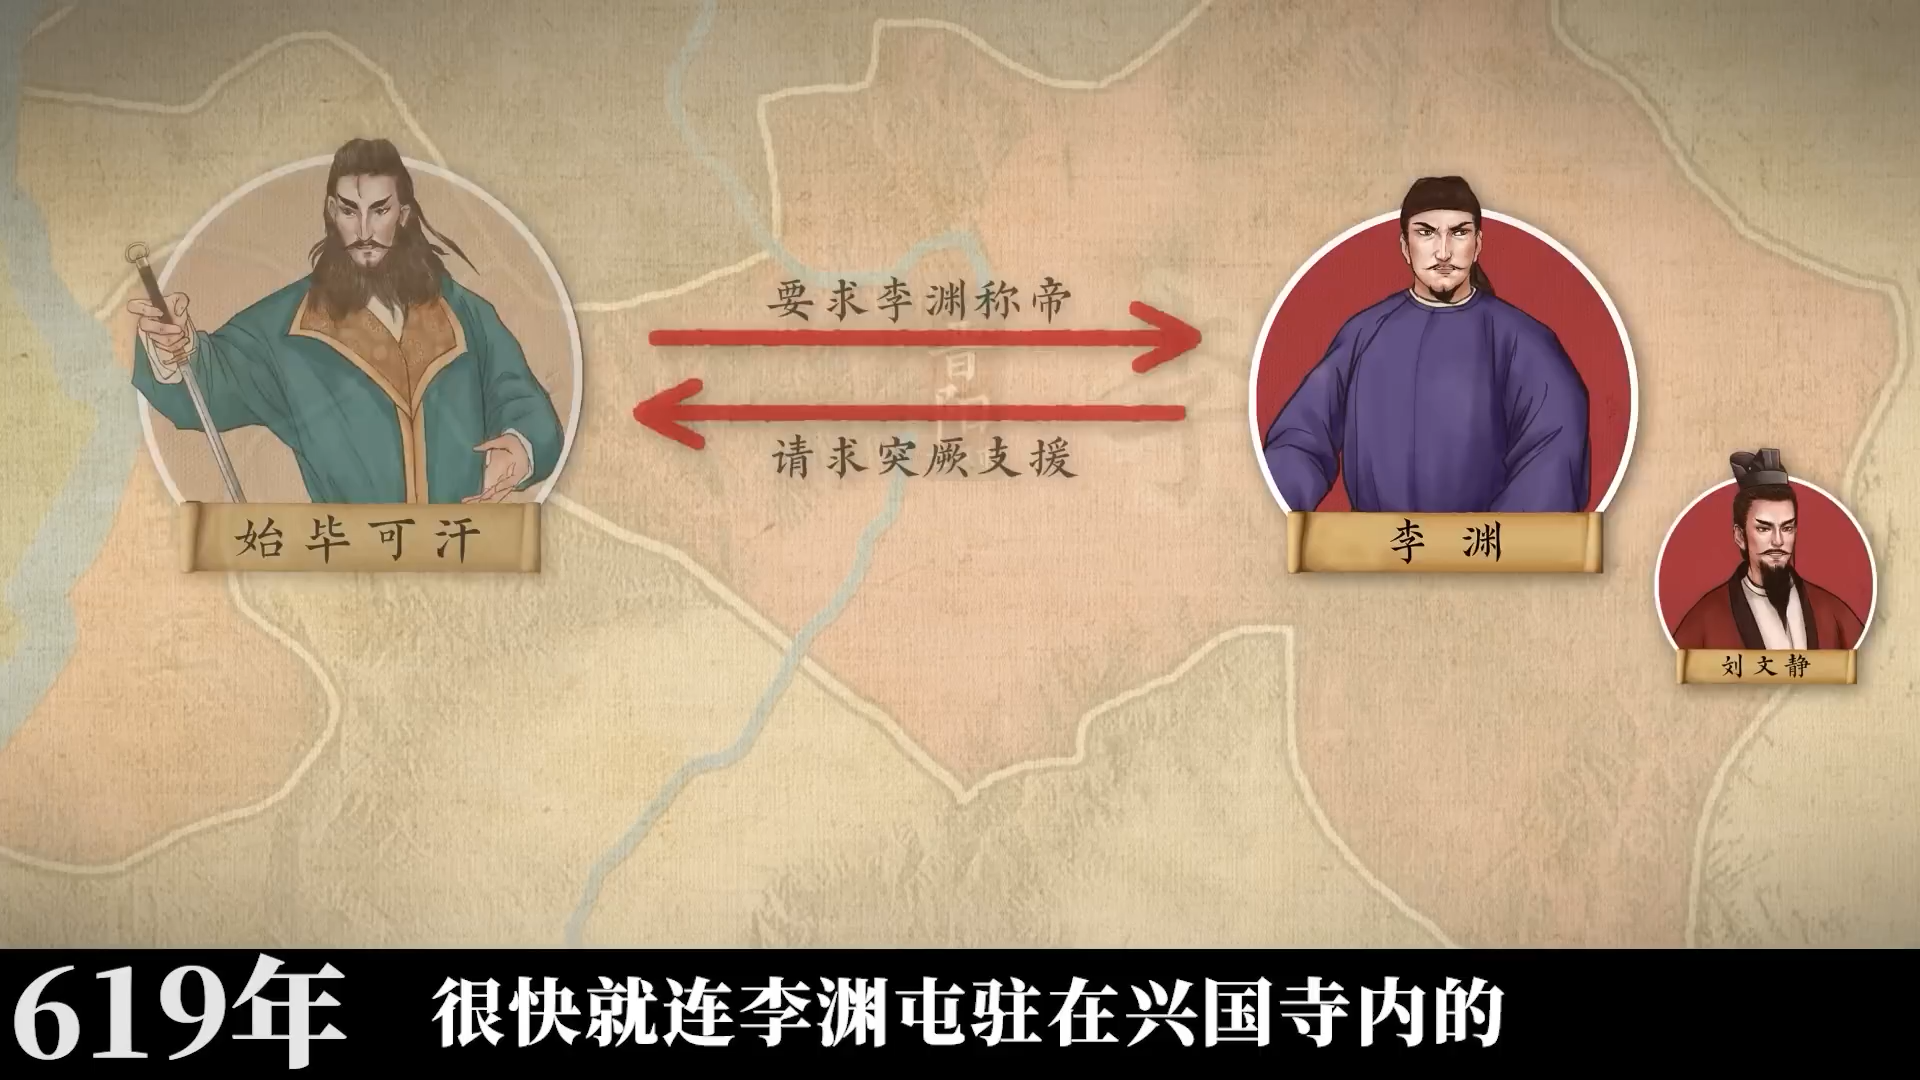 要求李渊称帝
晋阳
请求突厥支援
始毕可汗
李渊
刘文静
619年
很快就连李渊屯驻在兴国寺内的